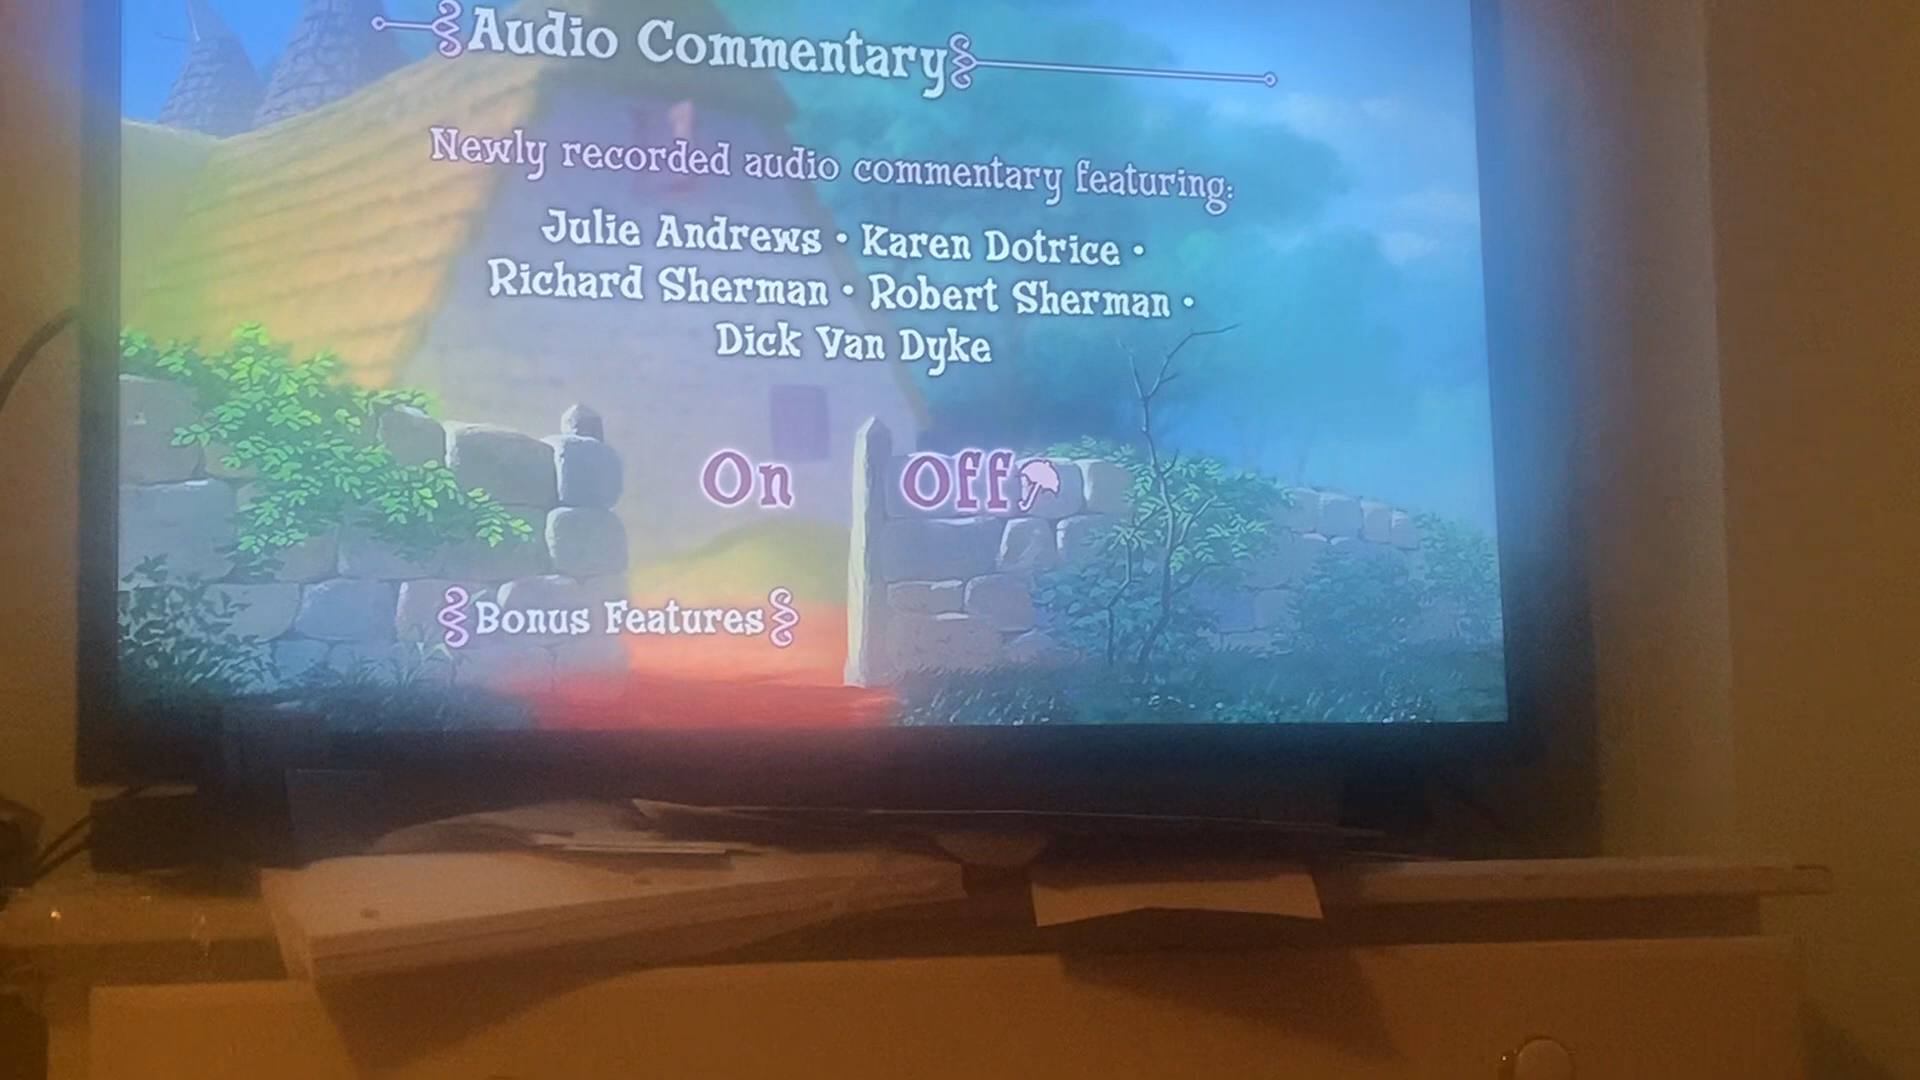 Audio Commentary
Newly recorded audio commentary featuring:
Julie Andrews • Karen Dotrice •
Richard Sherman • Robert Sherman •
Dick Van Dyke
On Off
Bonus Features